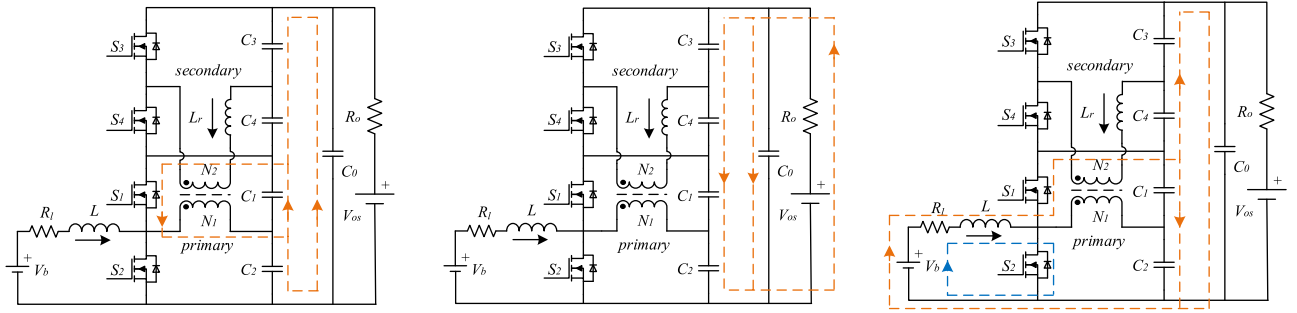 S3
C3
secondary
Lr
S4
C4
Ro
N2
C0
S1
C1
Rl
L
N1
+
Vos
primary
+
Vb
S2
C2
S3
C3
secondary
Lr
S4
C4
Ro
N2
C0
S1
C1
Rl
L
N1
+
Vos
primary
+
Vb
S2
C2
S3
C3
secondary
Lr
S4
C4
Ro
N2
C0
S1
C1
Rl
L
N1
+
Vos
primary
+
Vb
S2
C2